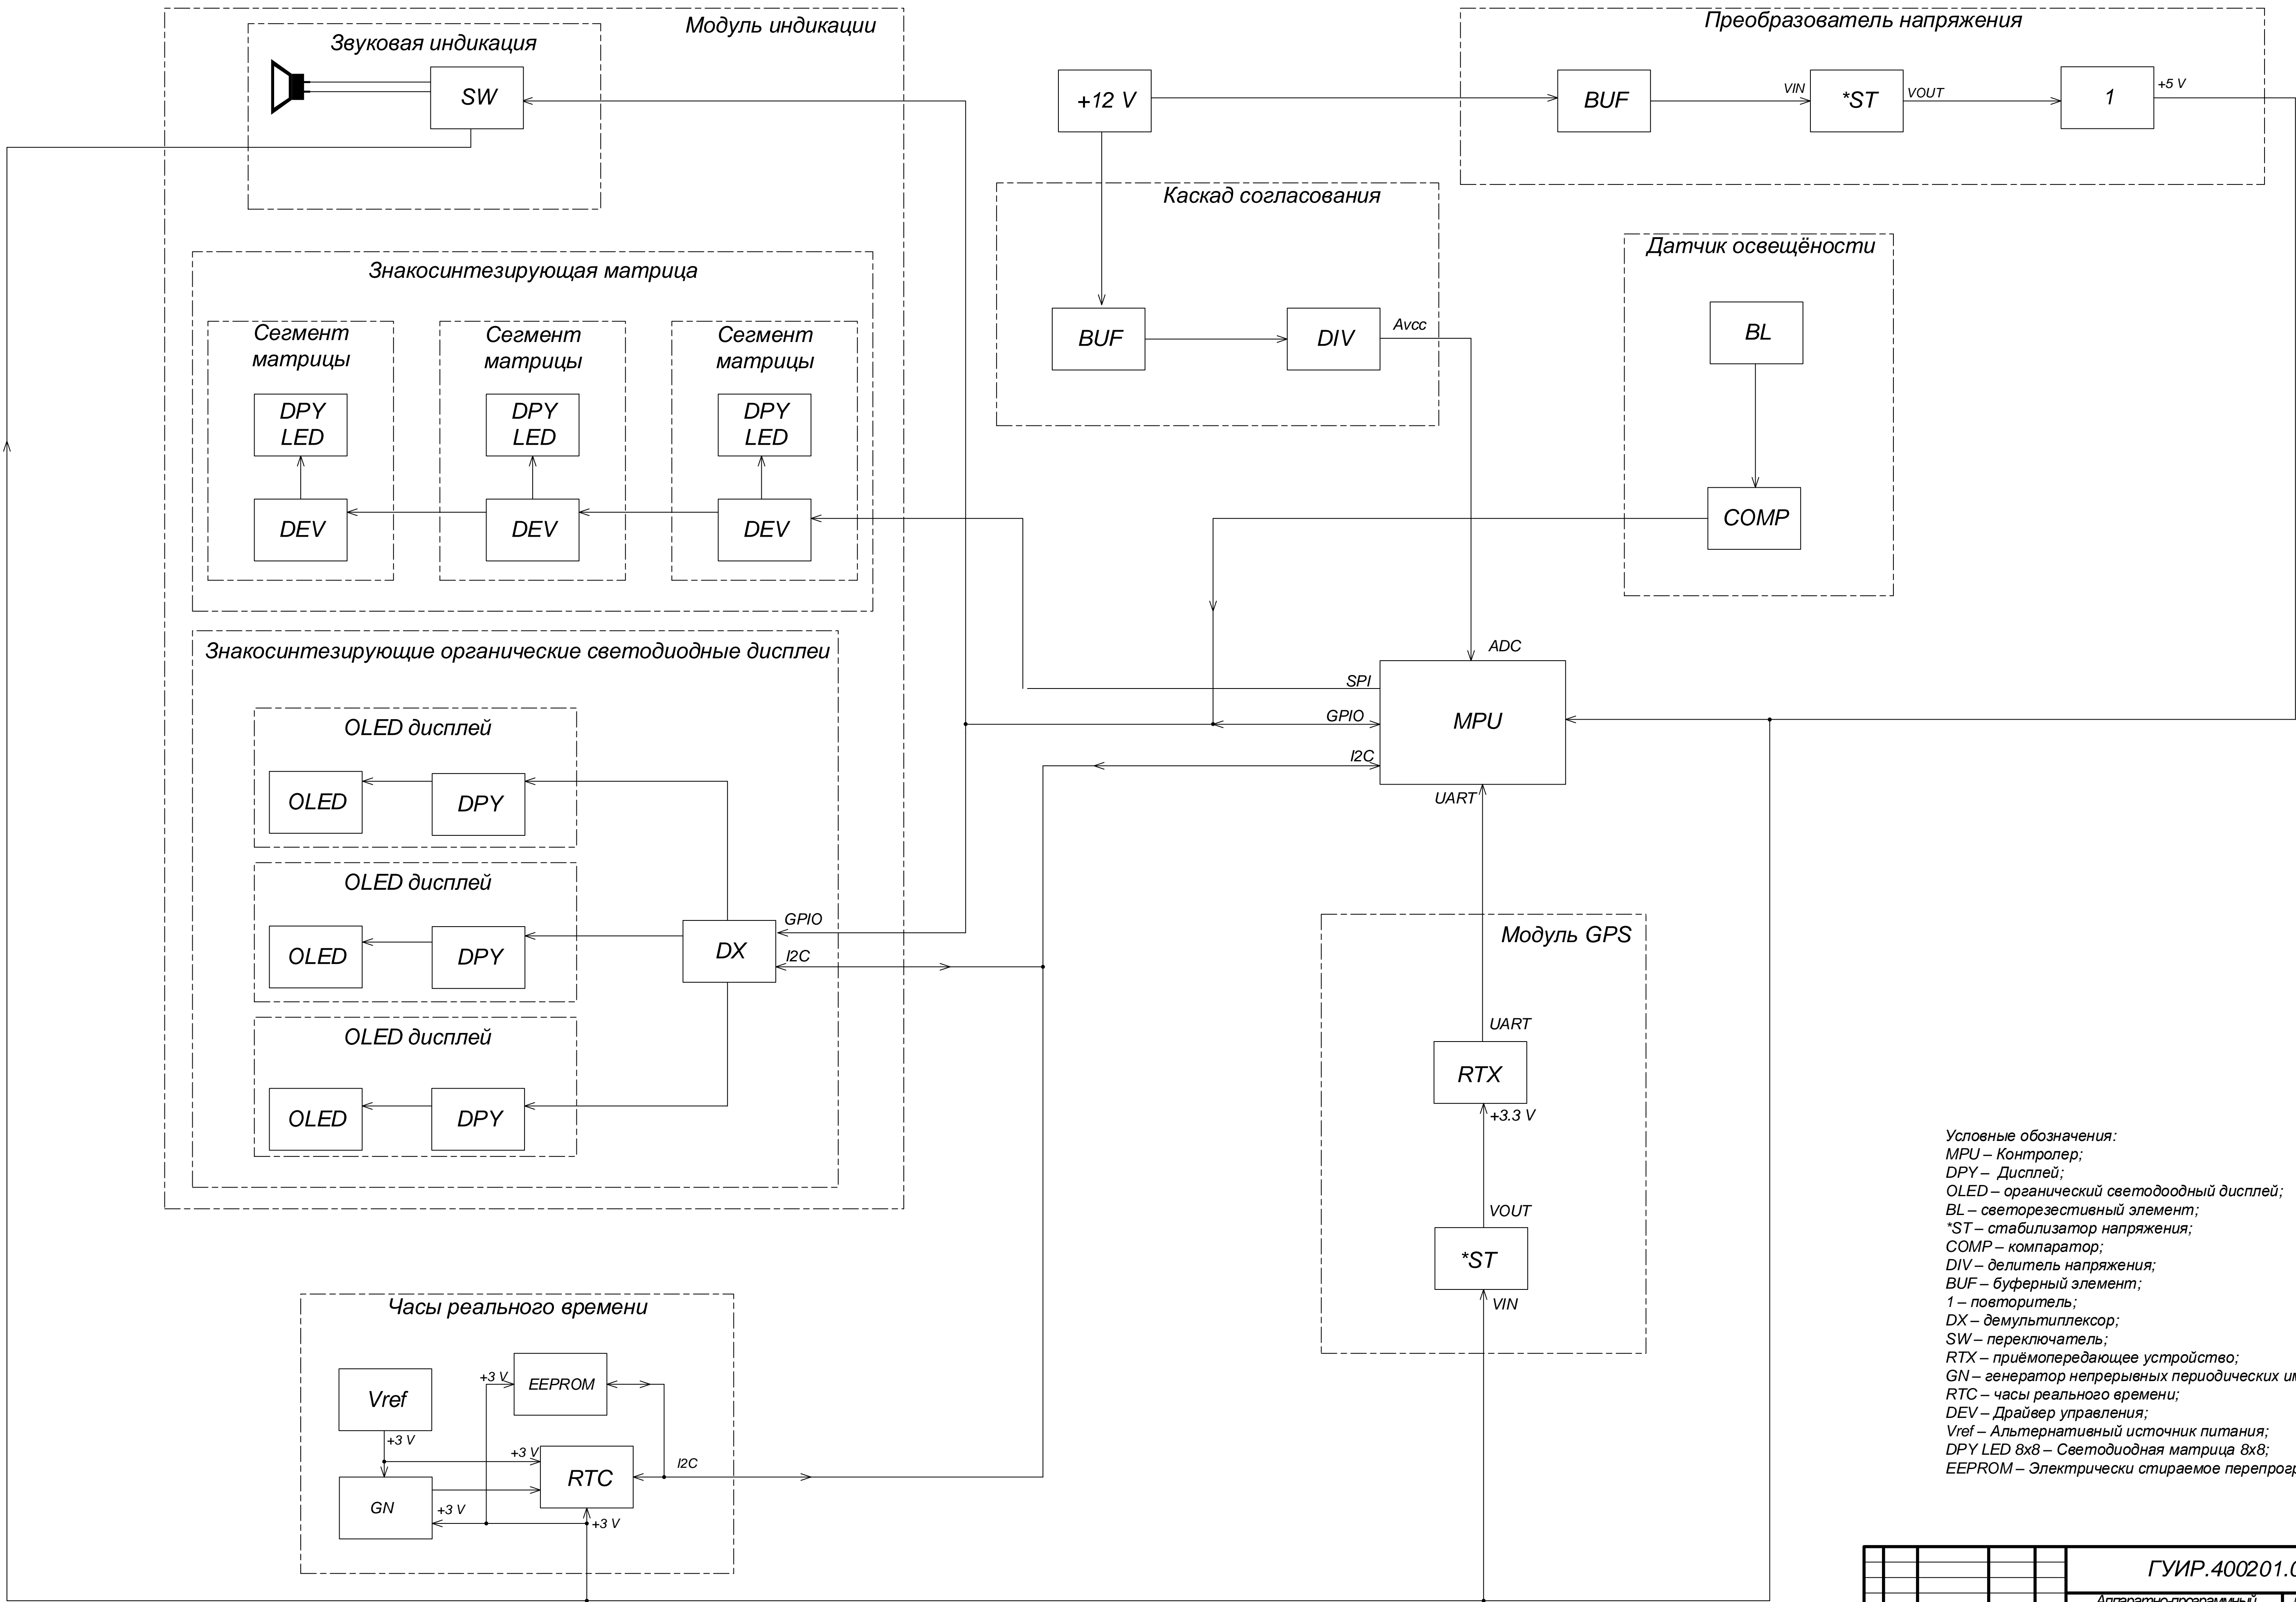 Модуль индикации
Звуковая индикация
SW
Знакосинтезирующая матрица
Сегмент
матрицы
Сегмент
матрицы
Сегмент
матрицы
DPY
LED
DPY
LED
DPY
LED
DEV
DEV
DEV
Знакосинтезирующие органические светодиодные дисплеи
OLED дисплей
OLED
DPY
OLED дисплей
OLED
DPY
OLED дисплей
OLED
DPY
DX
GPIO
I2C
Часы реального времени
Vref
+3 V
EEPROM
+3 V
+3 V
RTC
I2C
GN
+3 V
+3 V
+12 V
Каскад согласования
BUF
DIV
Avcc
Преобразователь напряжения
BUF
VIN
*ST
VOUT
1
+5 V
Датчик освещёности
BL
COMP
ADC
SPI
GPIO
I2C
UART
MPU
Модуль GPS
UART
RTX
+3.3 V
VOUT
*ST
VIN
Условные обозначения:
MPU – Контролер;
DPY – Дисплей;
OLED – органический светодоодный дисплей;
BL – светорезестивный элемент;
*ST – стабилизатор напряжения;
COMP – компаратор;
DIV – делитель напряжения;
BUF – буферный элемент;
1 – повторитель;
DX – демультиплексор;
SW – переключатель;
RTX – приёмопередающее устройство;
GN – генератор непрерывных периодических
RTC – часы реального времени;
DEV – Драйвер управления;
Vref – Альтернативный источник питания;
DPY LED 8x8 – Светодиодная матрица 8x8;
EEPROM – Электрически стираемое
ГУИР.400201.0
Аппаратно-программный